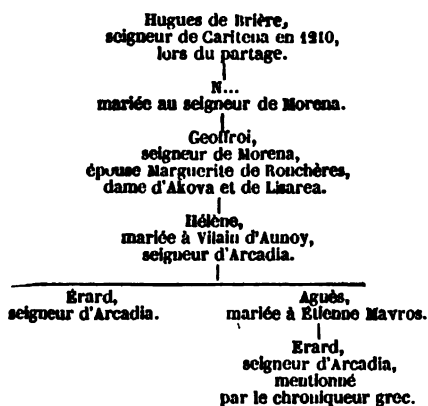 Hugues de Brière,
seigneur de Caritena en 1210,
lors du partage.
N...
mariée au seigneur de Morena.
Geoffroi,
seigneur de Morena,
épouse Marguerite de Ronchères,
dame d'Akova et de Lisarea.
Hélène,
mariée à Vilain d'Aunoy,
seigneur d'Arcadia.
Érard,
seigneur d'Arcadia.
Agnès,
mariée à Étienne Mavros.
Erard,
seigneur d'Arcadia,
mentionné
par le chroniqueur grec.